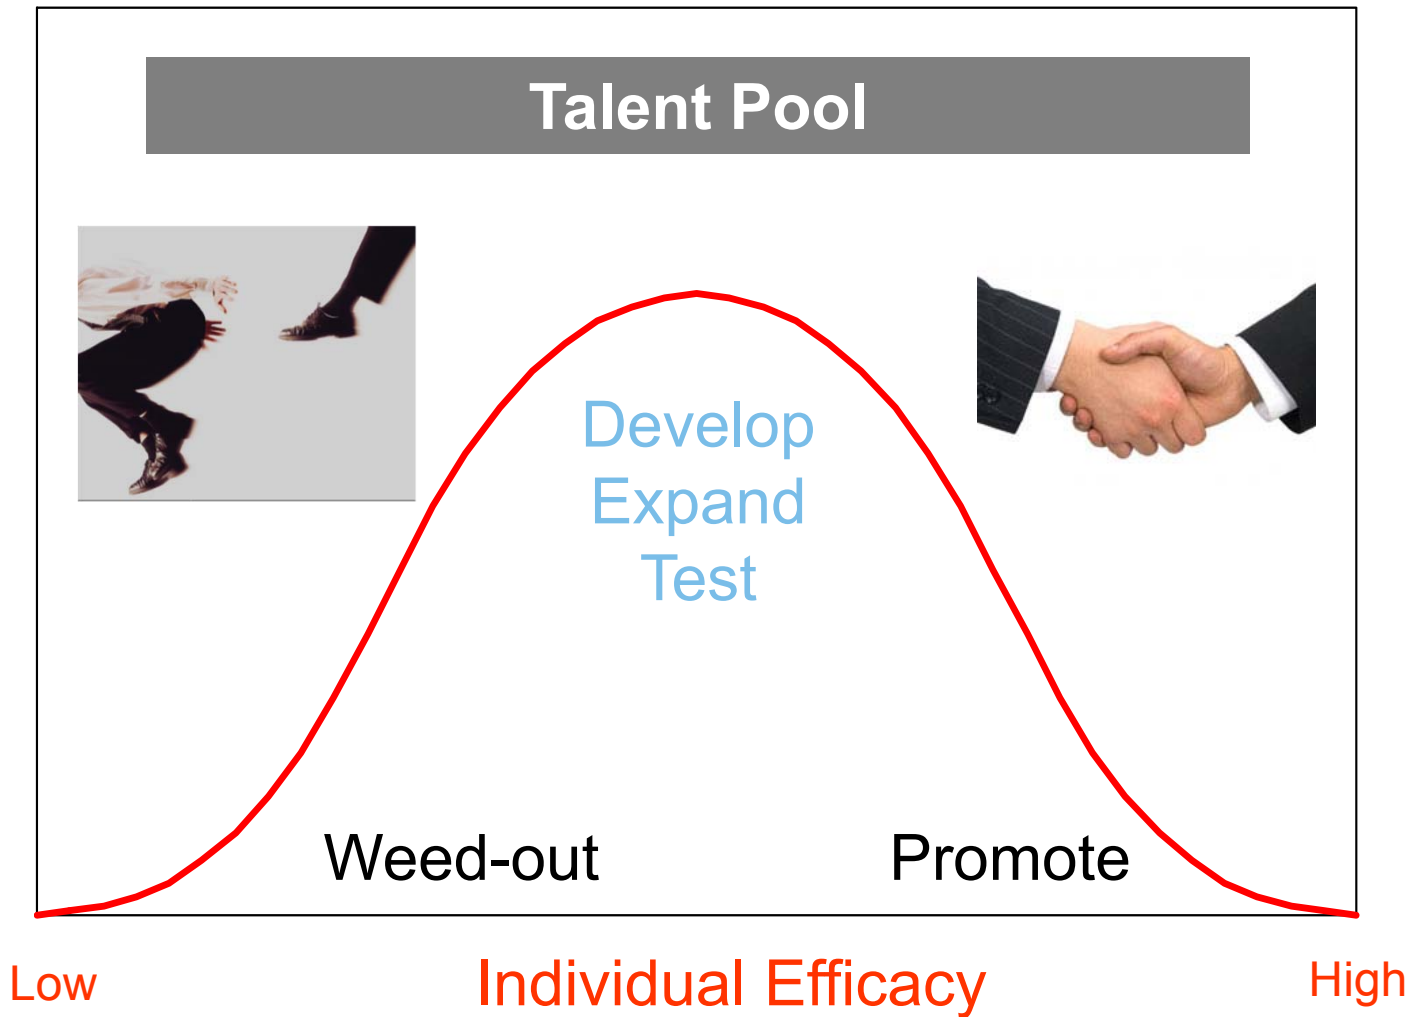 Talent Pool
Develop
Expand
Test
Weed-out
Promote
Low
Individual Efficacy
High